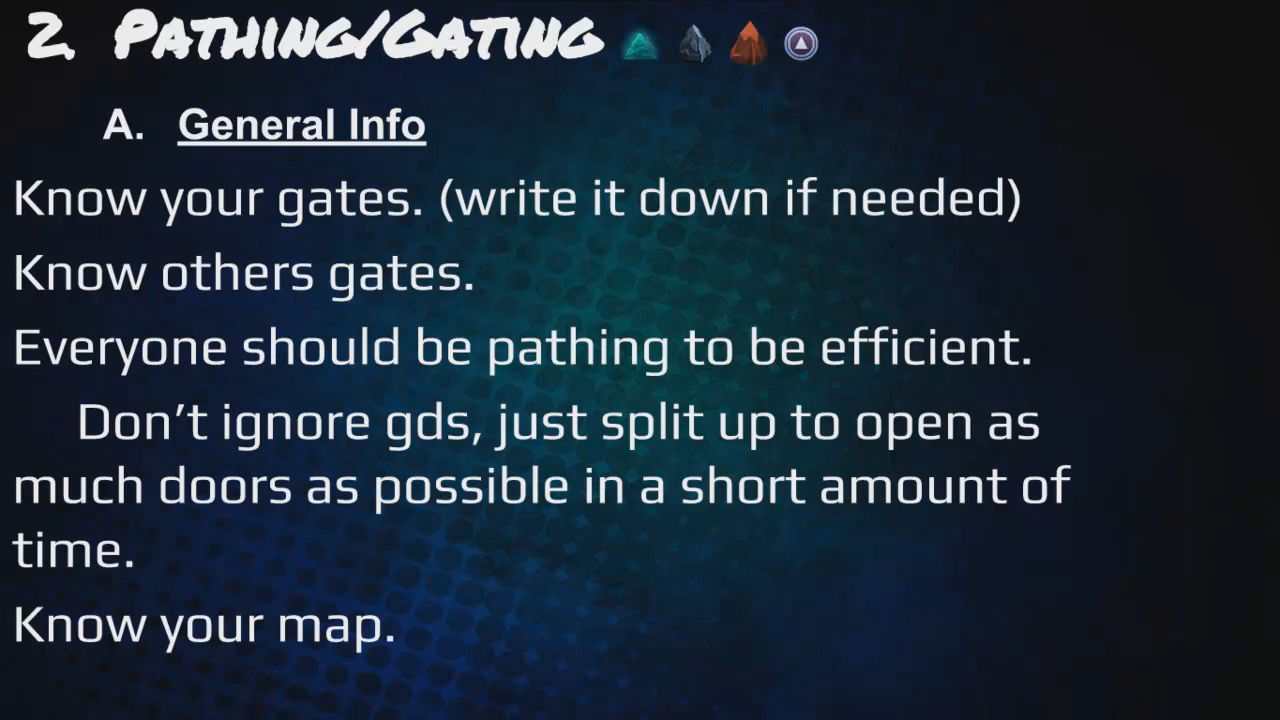 2. Pathing/Gating
A. General Info
Know your gates. (write it down if needed)
Know others gates.
Everyone should be pathing to be efficient.
Don’t ignore gds, just split up to open as
much doors as possible in a short amount of
time.
Know your map.